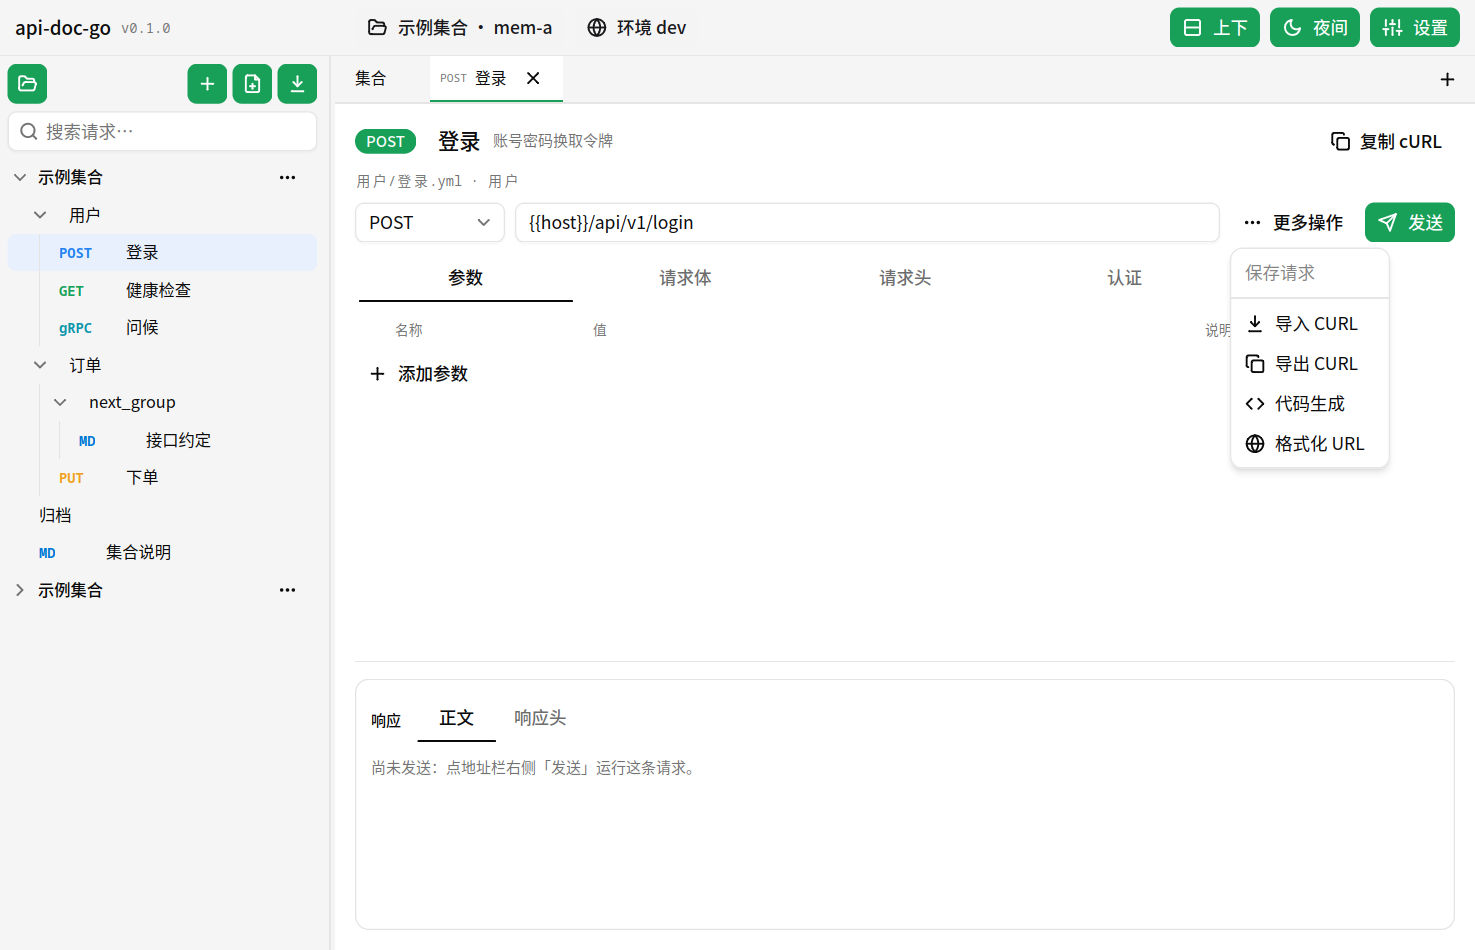 api-doc-go v0.1.0
示例集合 • mem-a
环境 dev
上下
夜间
设置
搜索请求…
示例集合
用户
POST 登录
GET 健康检查
gRPC 问候
订单
next_group
MD 接口约定
PUT 下单
归档
MD 集合说明
示例集合
集合
POST 登录
POST 登录 账号密码换取令牌
复制 cURL
用户/登录.yml · 用户
POST
{{host}}/api/v1/login
更多操作
发送
参数
请求体
请求头
认证
名称
值
说明
添加参数
保存请求
导入 CURL
导出 CURL
代码生成
格式化 URL
响应
正文
响应头
尚未发送：点地址栏右侧「发送」运行这条请求。